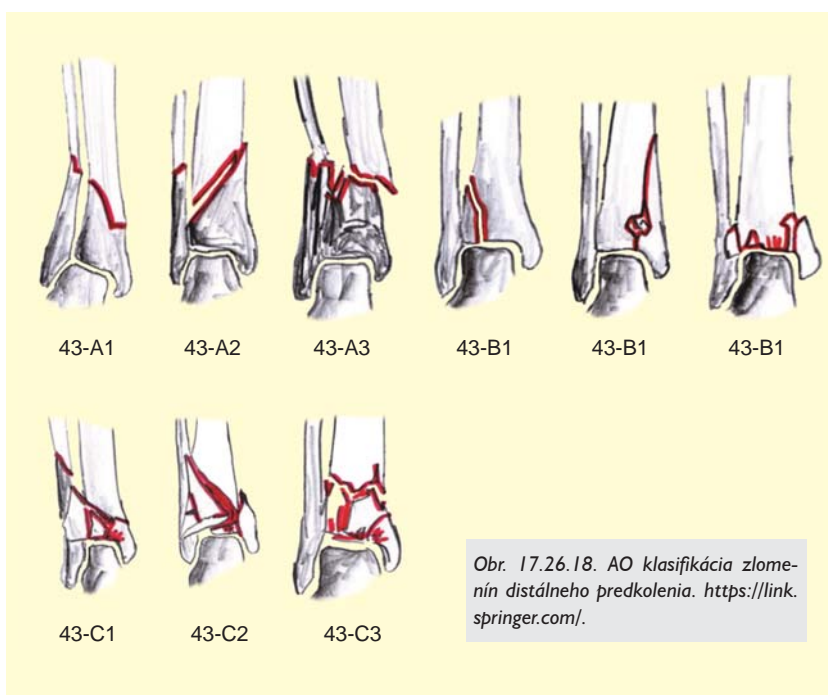 43-A1 43-A2 43-A3 43-B1 43-B1 43-B1
43-C1 43-C2 43-C3
Obr. 17.26.18. AO klasifikácia zlome-
nín distálneho predkolenia. https://link.
springer.com/.